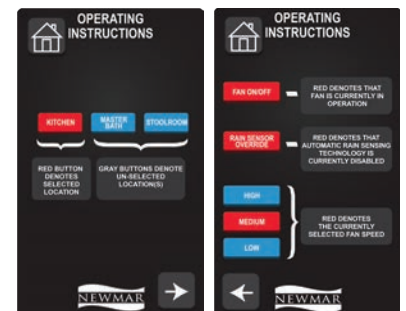 OPERATING
INSTRUCTIONS
KITCHEN
MASTER
BATH
STOOLROOM
RED BUTTON
DENOTES
SELECTED
LOCATION
GRAY BUTTONS DENOTE
UN-SELECTED
LOCATION(S)
NEWMAR
OPERATING
INSTRUCTIONS
FAN ON/OFF
RED DENOTES THAT
FAN IS CURRENTLY IN
OPERATION
RAIN SENSOR
OVERRIDE
RED DENOTES THAT
AUTOMATIC RAIN SENSING
TECHNOLOGY IS
CURRENTLY DISABLED
HIGH
MEDIUM
LOW
RED DENOTES
THE CURRENTLY
SELECTED FAN SPEED
NEWMAR